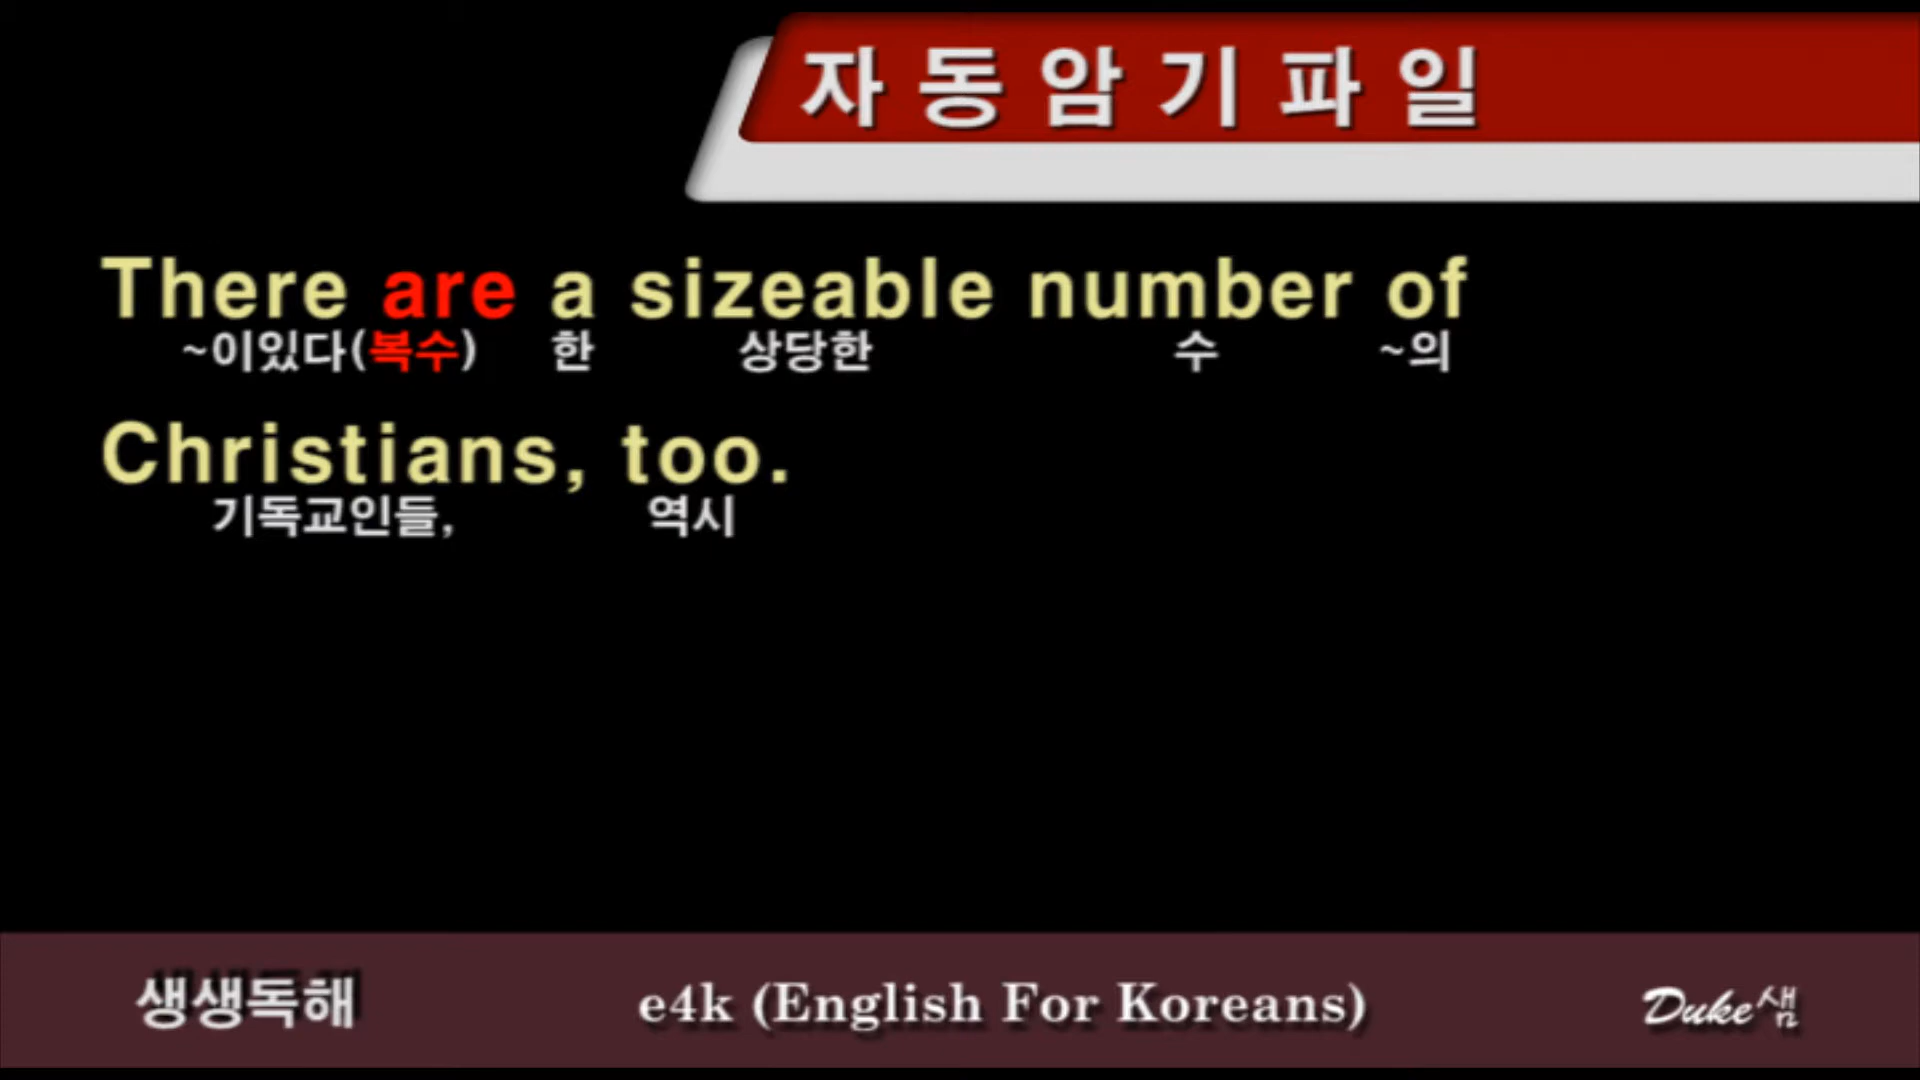 자동암기파일
There are a sizeable number of
~이있다(복수) 한 상당한 수 ~의
Christians, too.
기독교인들, 역시
생생독해 e4k (English For Koreans) Duke샘